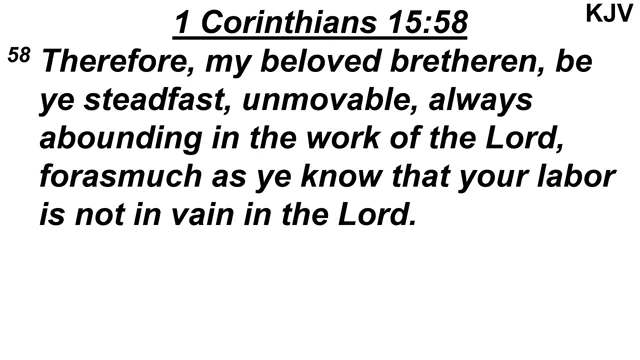 1 Corinthians 15:58
KJV
58 Therefore, my beloved bretheren, be
ye steadfast, unmovable, always
abounding in the work of the Lord,
forasmuch as ye know that your labor
is not in vain in the Lord.